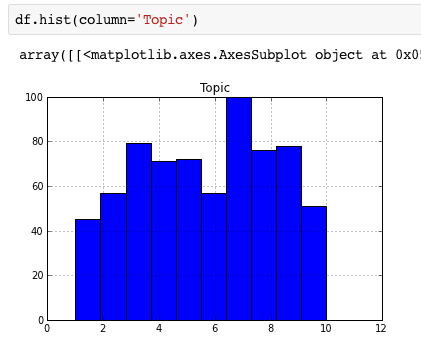 df.hist(column='Topic')
array([[<matplotlib.axes.AxesSubplot object at 0x05
Topic
100
80
60
40
20
0
0 2 4 6 8 10 12